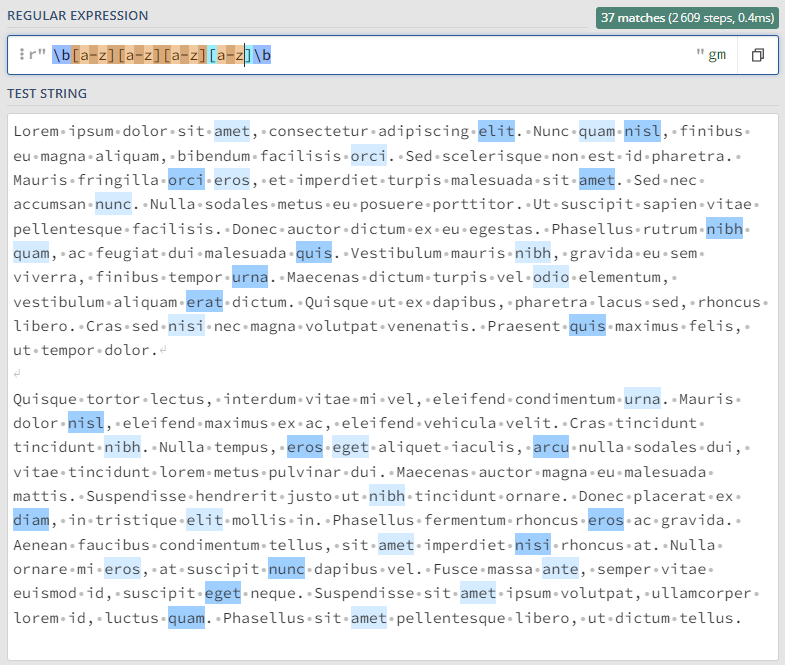 REGULAR EXPRESSION
37 matches (2 609 steps, 0.4ms)
r" \b[a-z][a-z][a-z][a-z]\b " gm
TEST STRING
Lorem·ipsum·dolor·sit·amet,·consectetur·adipiscing·elit.·Nunc·quam·nisl,·finibus·
eu·magna·aliquam,·bibendum·facilisis·orci.·Sed·scelerisque·non·est·id·pharetra.·
Mauris·fringilla·orci·eros,·et·imperdiet·turpis·malesuada·sit·amet.·Sed·nec·
accumsan·nunc.·Nulla·sodales·metus·eu·posuere·porttitor.·Ut·suscipit·sapien·vitae·
pellentesque·facilisis.·Donec·auctor·dictum·ex·eu·egestas.·Phasellus·rutrum·nibh·
quam,·ac·feugiat·dui·malesuada·quis.·Vestibulum·mauris·nibh,·gravida·eu·sem·
viverra,·finibus·tempor·urna.·Maecenas·dictum·turpis·vel·odio·elementum,·
vestibulum·aliquam·erat·dictum.·Quisque·ut·ex·dapibus,·pharetra·lacus·sed,·rhoncus·
libero.·Cras·sed·nisi·nec·magna·volutpat·venenatis.·Praesent·quis·maximus·felis,·
ut·tempor·dolor.↵
↵
Quisque·tortor·lectus,·interdum·vitae·mi·vel,·eleifend·condimentum·urna.·Mauris·
dolor·nisl,·eleifend·maximus·ex·ac,·eleifend·vehicula·velit.·Cras·tincidunt·
tincidunt·nibh.·Nulla·tempus,·eros·eget·aliquet·iaculis,·arcu·nulla·sodales·dui,·
vitae·tincidunt·lorem·metus·pulvinar·dui.·Maecenas·auctor·magna·eu·malesuada·
mattis.·Suspendisse·hendrerit·justo·ut·nibh·tincidunt·ornare.·Donec·placerat·ex·
diam,·in·tristique·elit·mollis·in.·Phasellus·fermentum·rhoncus·eros·ac·gravida.·
Aenean·faucibus·condimentum·tellus,·sit·amet·imperdiet·nisi·rhoncus·at.·Nulla·
ornare·mi·eros,·at·suscipit·nunc·dapibus·vel.·Fusce·massa·ante,·semper·vitae·
euismod·id,·suscipit·eget·neque.·Suspendisse·sit·amet·ipsum·volutpat,·ullamcorper·
lorem·id,·luctus·quam.·Phasellus·sit·amet·pellentesque·libero,·ut·dictum·tellus.